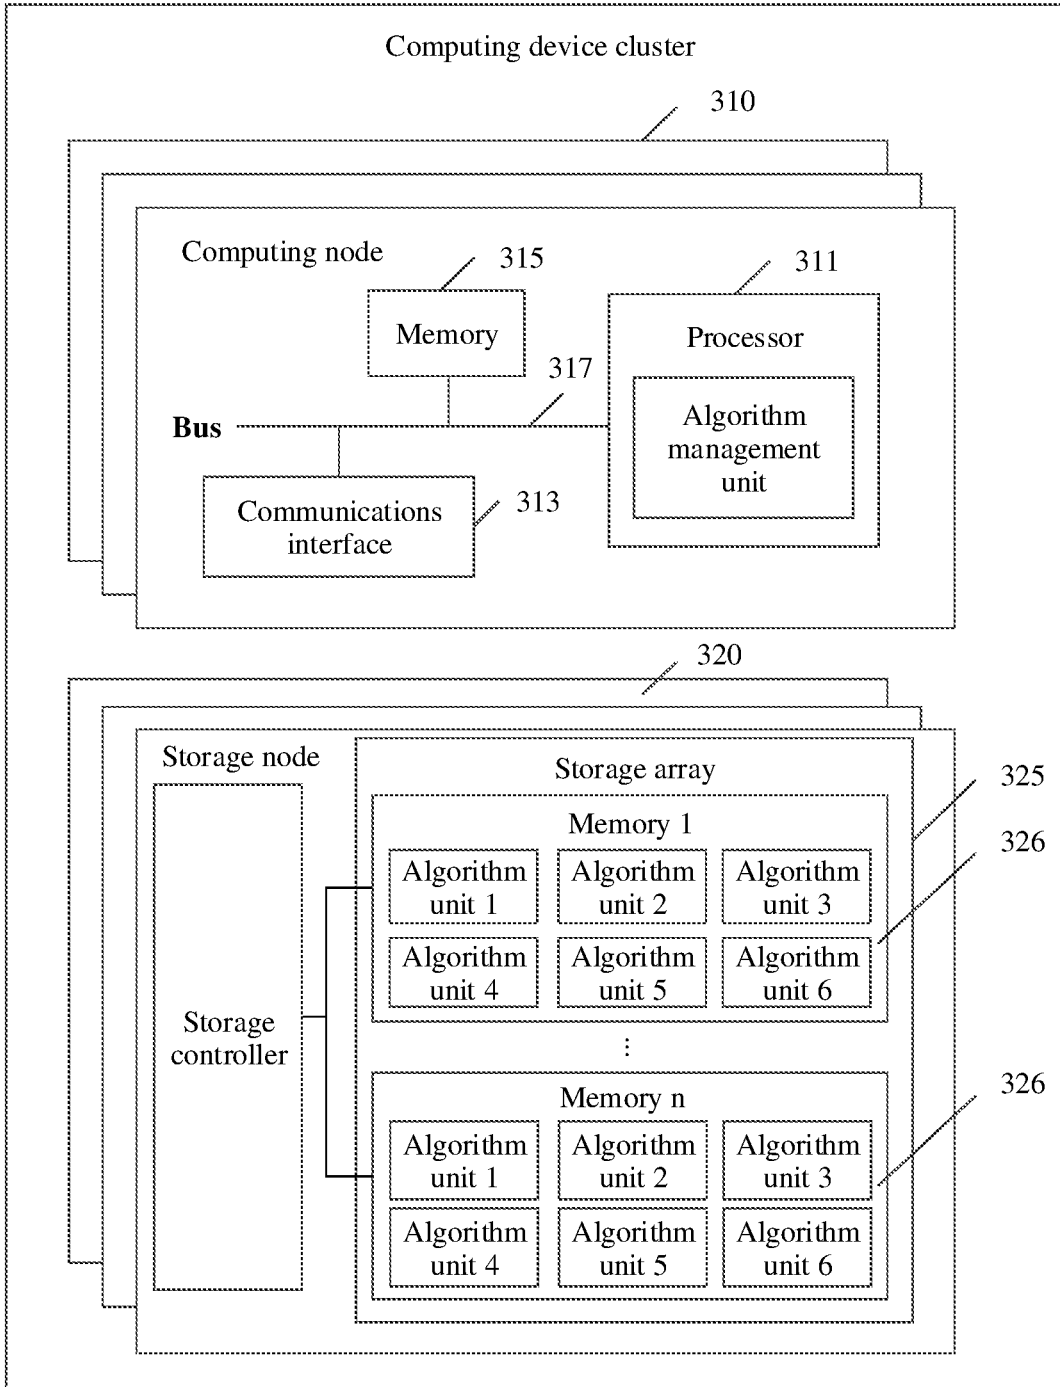 Computing device cluster
310
Computing node
315
311
Memory
Processor
317
Bus
Algorithm
management
unit
Communications
interface
313
320
Storage node
Storage array
325
Memory 1
326
Algorithm
unit 1
Algorithm
unit 2
Algorithm
unit 3
Algorithm
unit 4
Algorithm
unit 5
Algorithm
unit 6
Storage
controller
⋮
Memory n
326
Algorithm
unit 1
Algorithm
unit 2
Algorithm
unit 3
Algorithm
unit 4
Algorithm
unit 5
Algorithm
unit 6